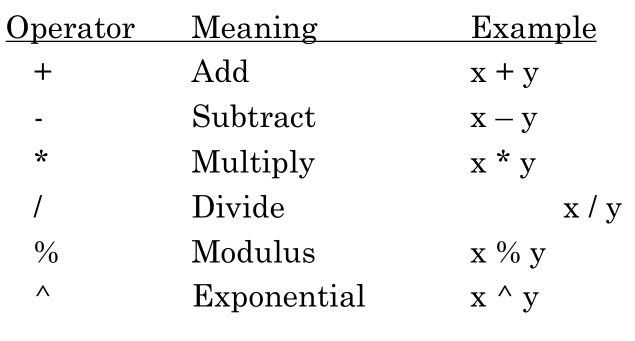 Operator Meaning Example
+ Add x + y
- Subtract x – y
* Multiply x * y
/ Divide x / y
% Modulus x % y
^ Exponential x ^ y